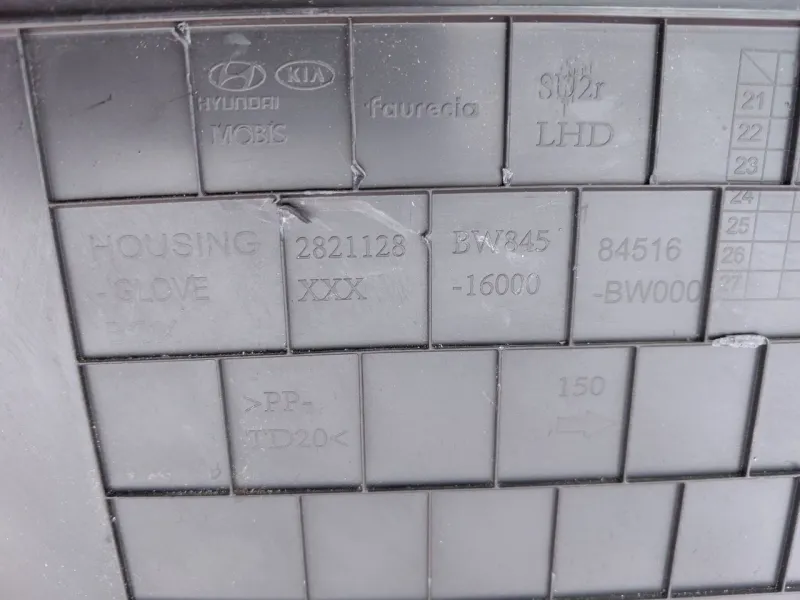 HYUNDAI
KIA
MOBIS
faurecia
SU2r
LHD
21
22
23
24
25
26
27
HOUSING
-GLOVE
2821128
XXX
BW845
-16000
84516
-BW000
>PP-
TD20<
150